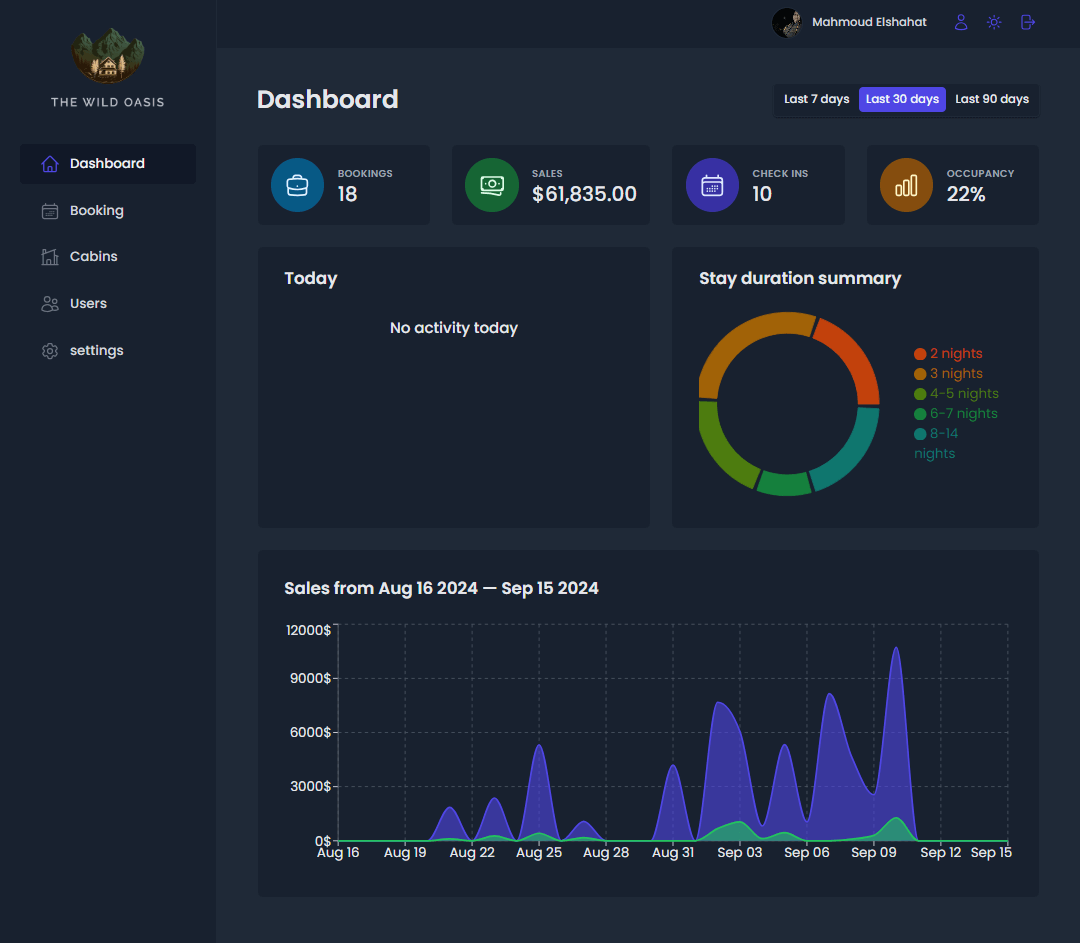 THE WILD OASIS
Dashboard
Booking
Cabins
Users
settings
Mahmoud Elshahat
Dashboard
Last 7 days Last 30 days Last 90 days
BOOKINGS
18
SALES
$61,835.00
CHECK INS
10
OCCUPANCY
22%
Today
No activity today
Stay duration summary
2 nights
3 nights
4-5 nights
6-7 nights
8-14
nights
Sales from Aug 16 2024 — Sep 15 2024
12000$
9000$
6000$
3000$
0$
Aug 16 Aug 19 Aug 22 Aug 25 Aug 28 Aug 31 Sep 03 Sep 06 Sep 09 Sep 12 Sep 15